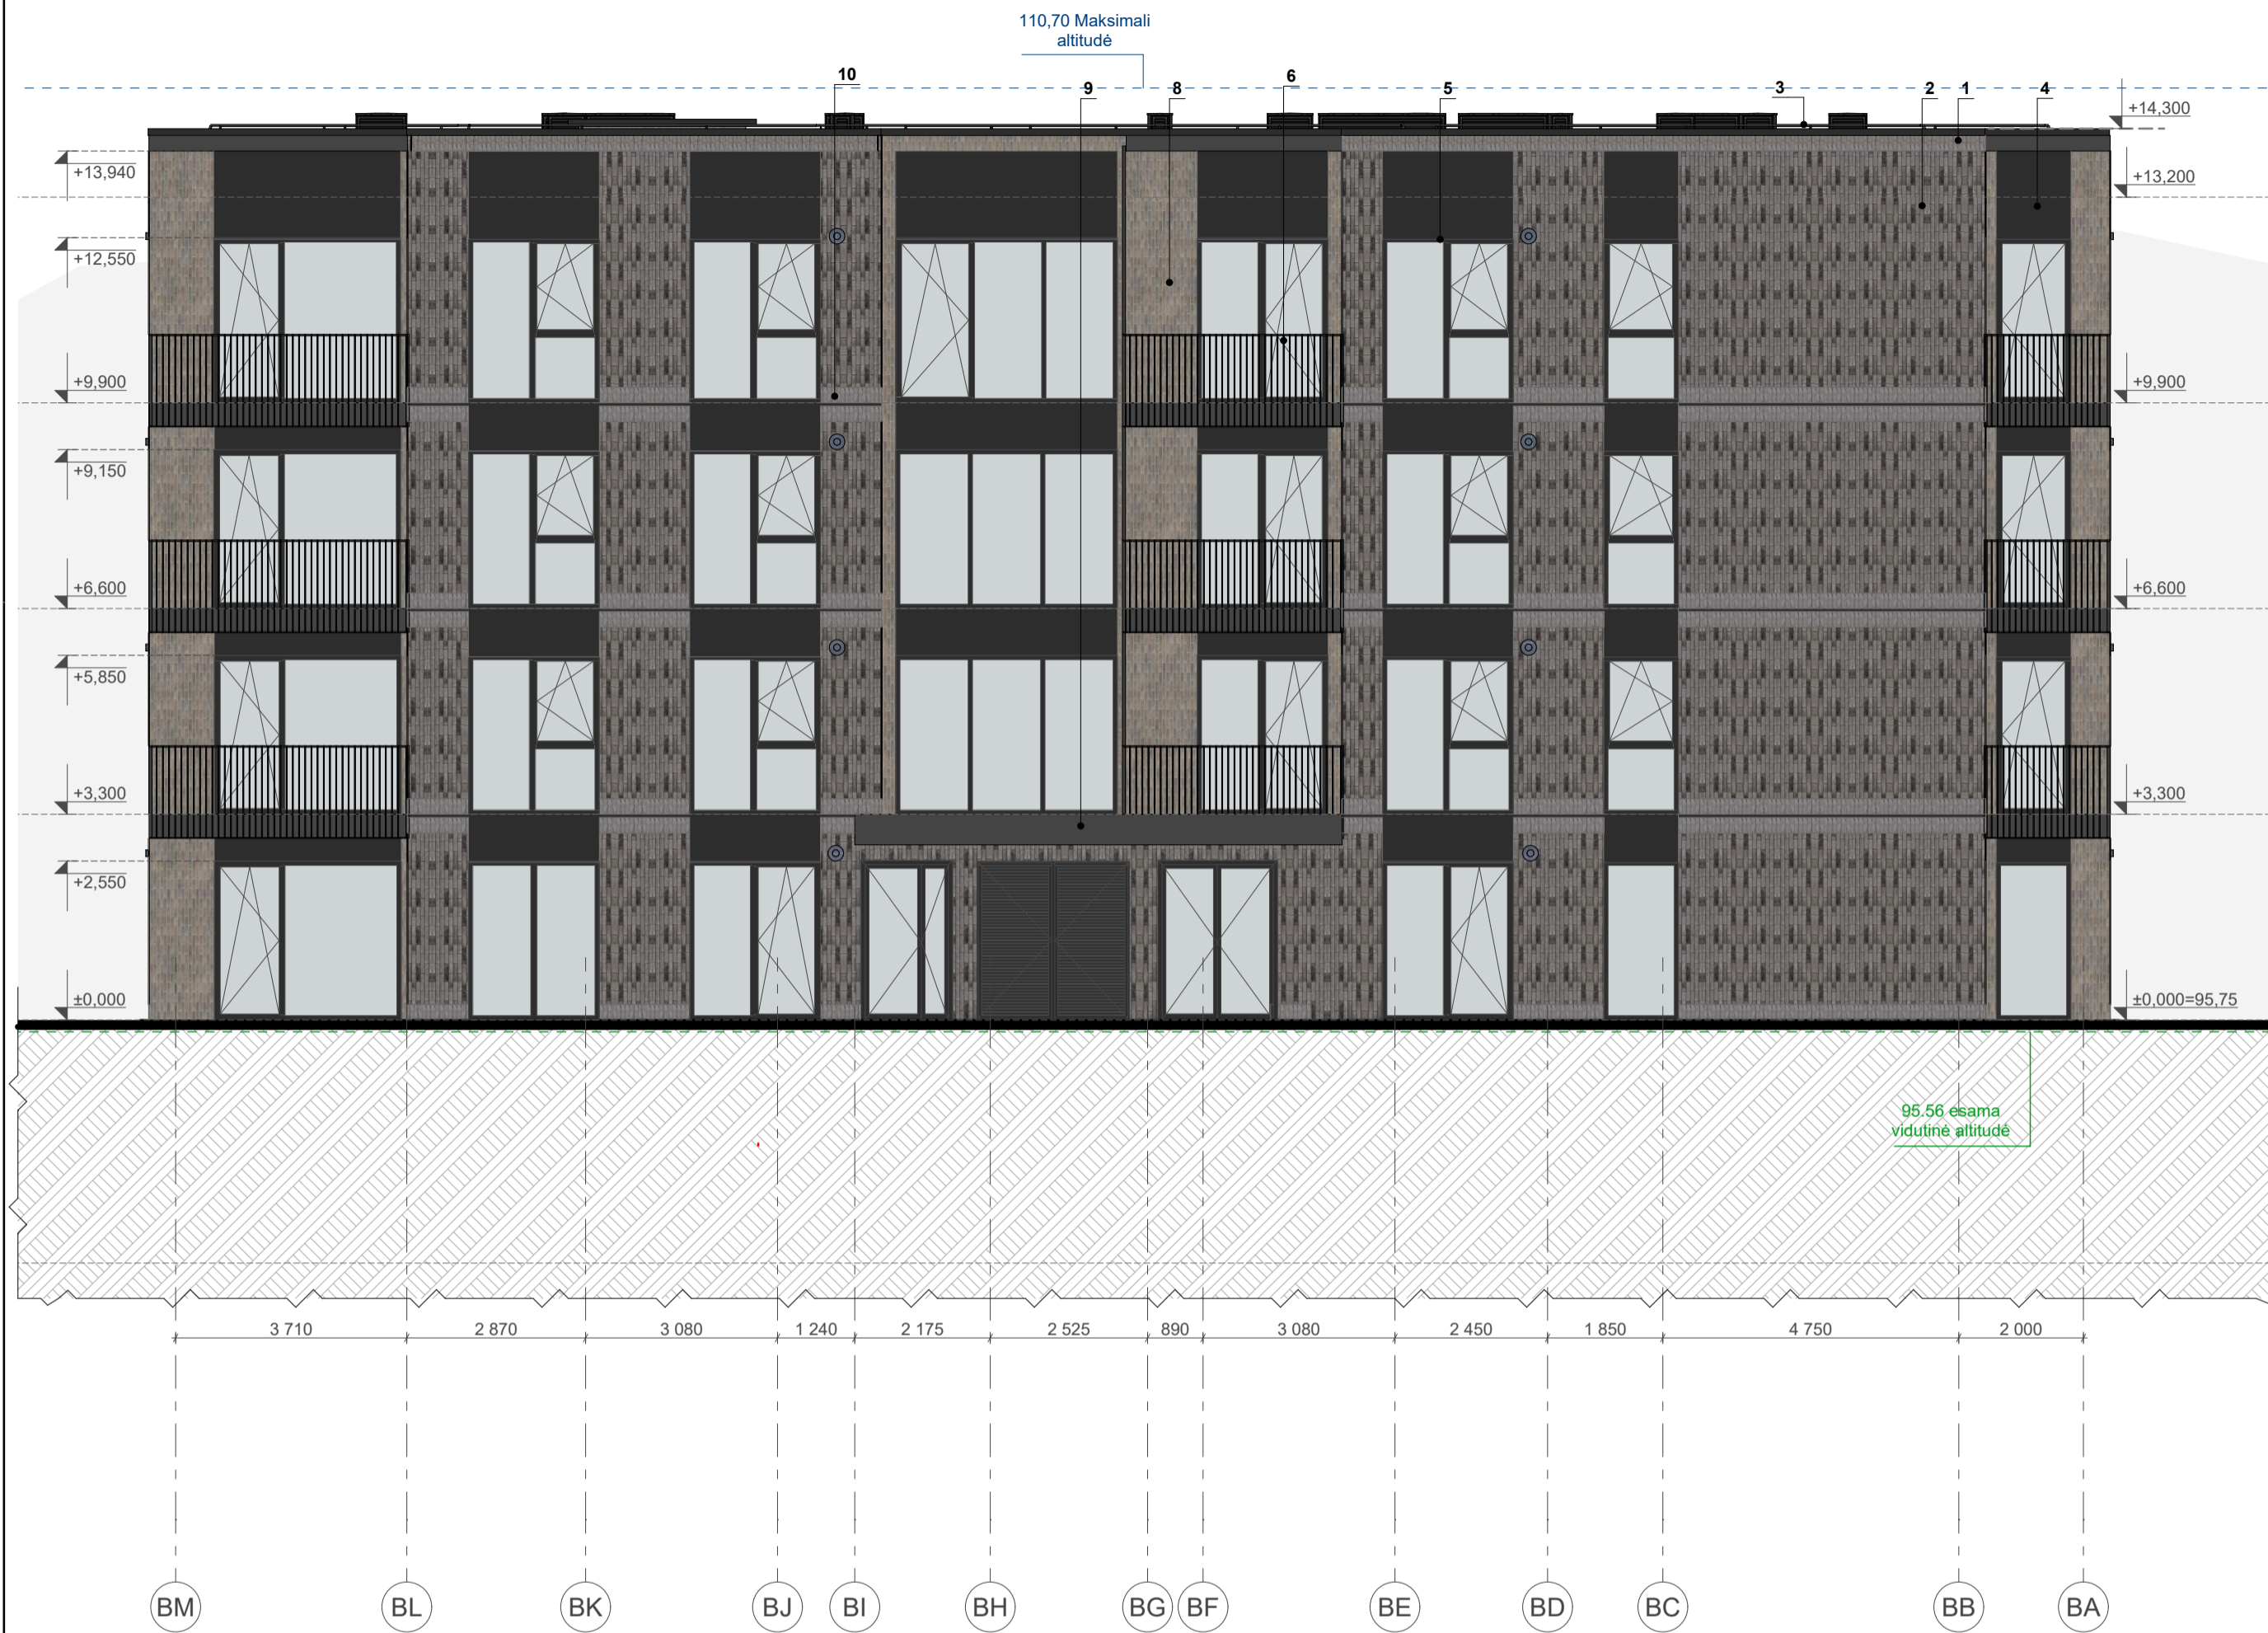 110,70 Maksimali
altitudė
10
9
8
6
5
3
2
1
4
+14,300
+13,940
+13,200
+12,550
+9,900
+9,900
+9,150
+6,600
+6,600
+5,850
+3,300
+3,300
+2,550
±0,000
±0,000=95,75
95.56 esama
vidutinė altitudė
3 710
2 870
3 080
1 240
2 175
2 525
890
3 080
2 450
1 850
4 750
2 000
BM
BL
BK
BJ
BI
BH
BG
BF
BE
BD
BC
BB
BA